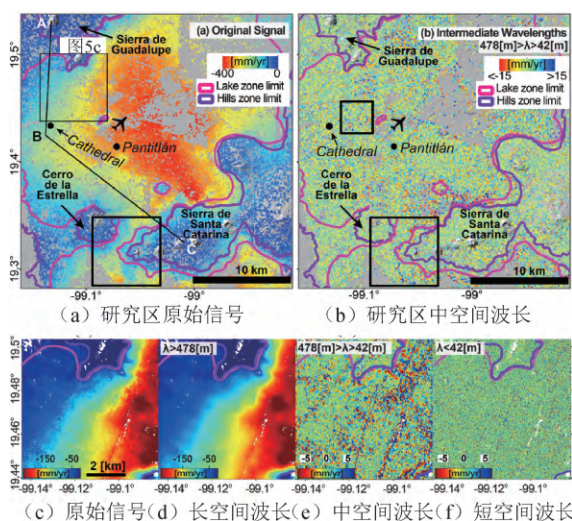 A
Sierra de
Guadalupe
(a) Original Signal
图5c
[mm/yr]
-400 0
Lake zone limit
Hills zone limit
B
Cathedral
Pantitlán
Cerro
de la
Estrella
Sierra de
Santa
Catarina
C
10 km
19.5°
19.4°
19.3°
-99.1° -99°
(a) 研究区原始信号
Sierra de
Guadalupe
(b) Intermediate Wavelengths
478[m]>λ>42[m]
[mm/yr]
<-15 >15
Lake zone limit
Hills zone limit
Cathedral
Pantitlán
Cerro
de la
Estrella
Sierra de
Santa
Catarina
10 km
-99.1° -99°
(b) 研究区中空间波长
19.5°
19.48°
19.46°
19.44°
-150 -50
[mm/yr]
2 [km]
-99.14° -99.12° -99.1°
λ>478[m]
-150 -50
[mm/yr]
-99.14° -99.12° -99.1°
478[m]>λ>42[m]
-5 0 5
[mm/yr]
-99.14° -99.12° -99.1°
λ<42[m]
-5 0 5
[mm/yr]
-99.14° -99.12° -99.1°
(c) 原始信号(d) 长空间波长(e) 中空间波长(f) 短空间波长